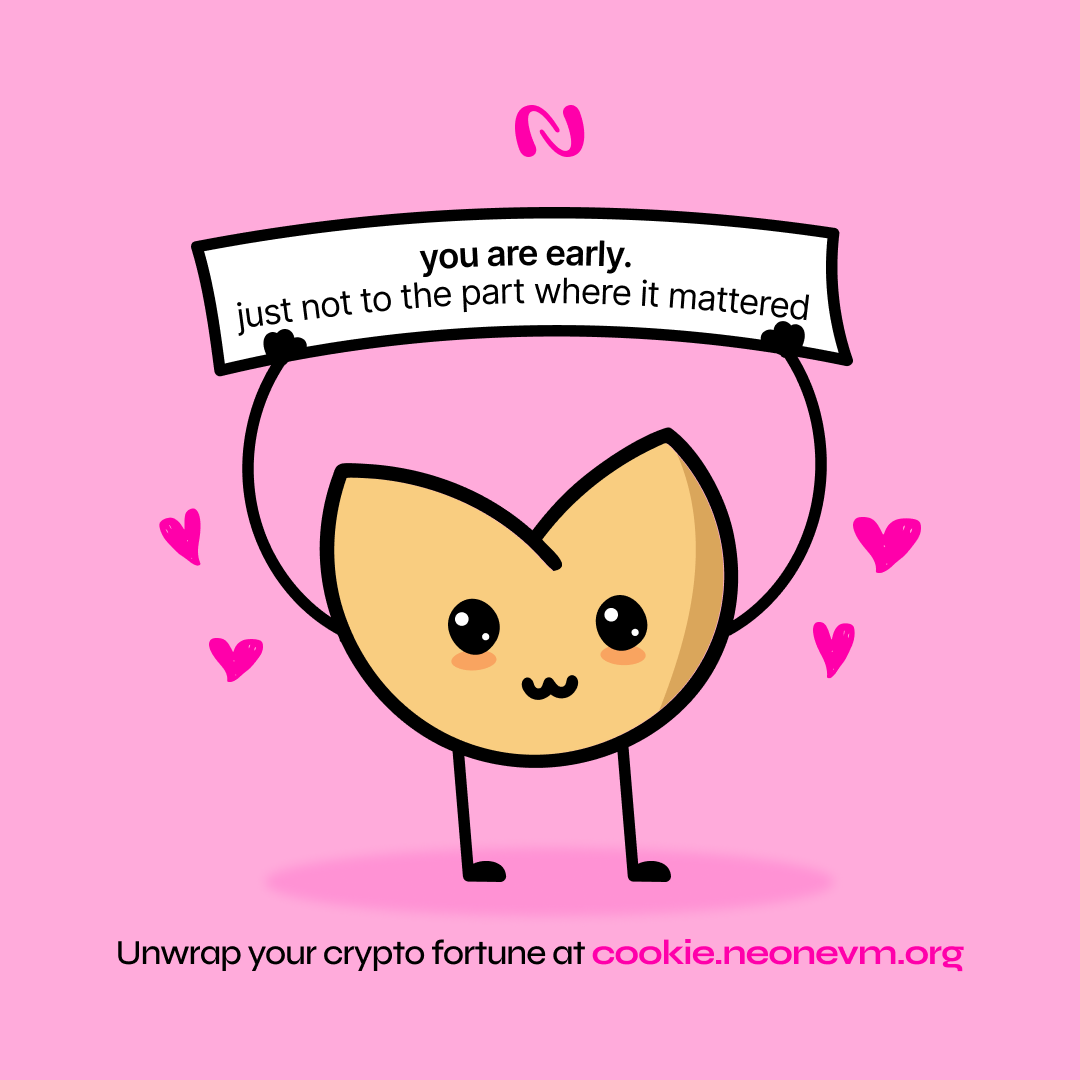 you are early.
just not to the part where it mattered
Unwrap your crypto fortune at cookie.neonevm.org